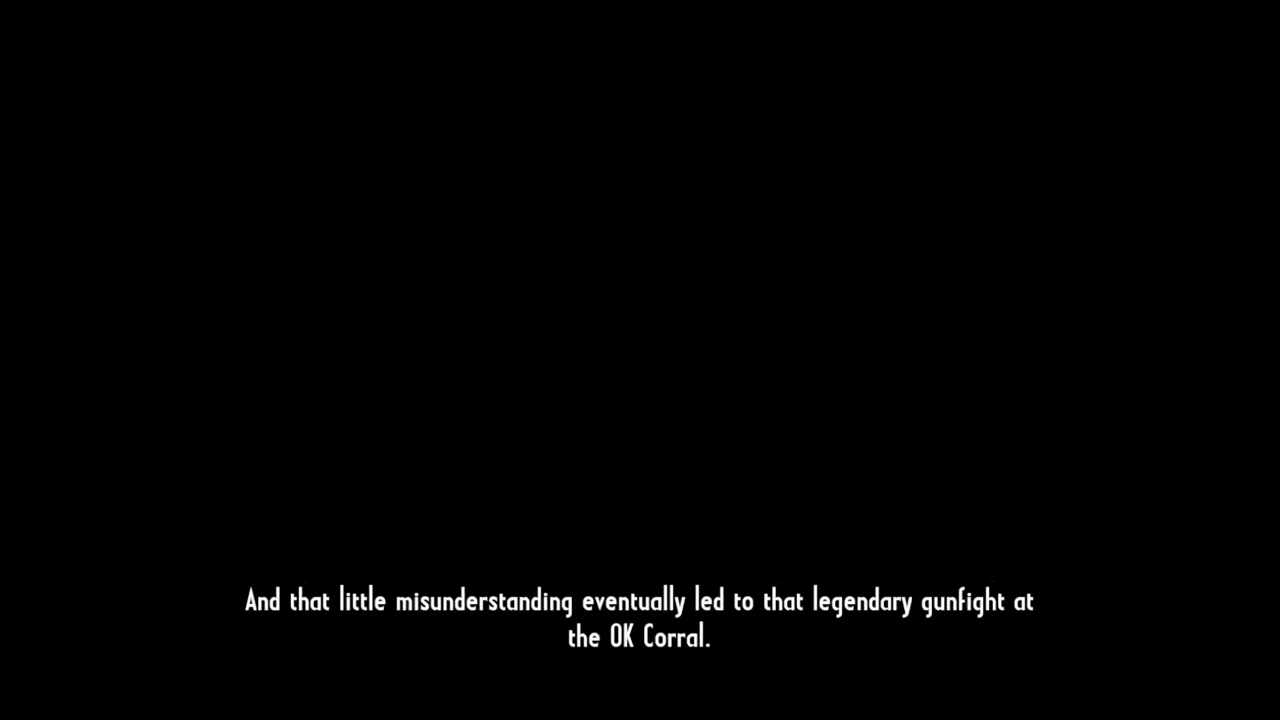 And that little misunderstanding eventually led to that legendary gunfight at
the OK Corral.